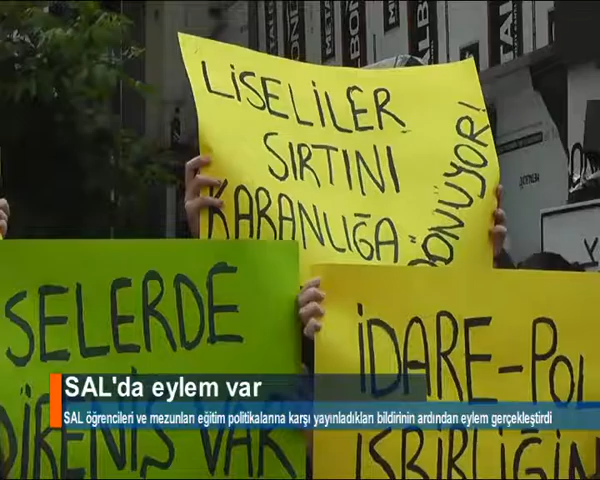 LİSELİLER
SIRTINI
KARANLIĞA
DÖNÜYOR!
SELERDE
DİRENİŞ VAR
İDARE-POL
İŞBİRLİĞİN
SAL'da eylem var
SAL öğrencileri ve mezunları eğitim politikalarına karşı yayınladıkları bildirinin ardından eylem gerçekleştirdi